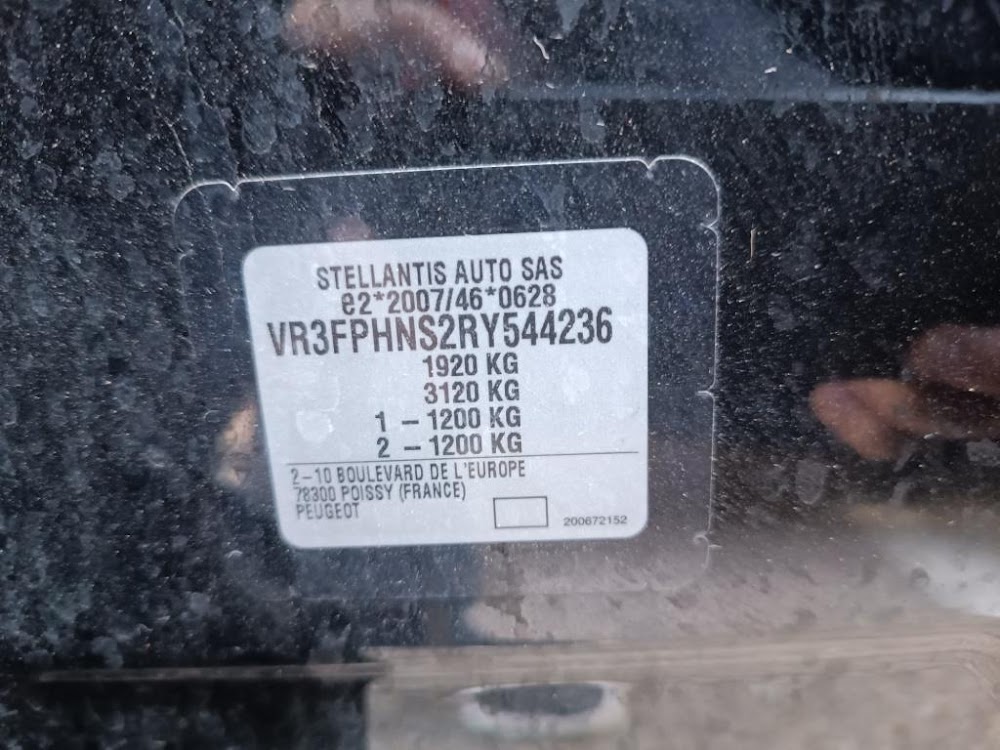 STELLANTIS AUTO SAS
e2*2007/46*0628
VR3FPHNS2RY544236
1920 KG
3120 KG
1 – 1200 KG
2 – 1200 KG
2–10 BOULEVARD DE L'EUROPE
78300 POISSY (FRANCE)
PEUGEOT
200672152